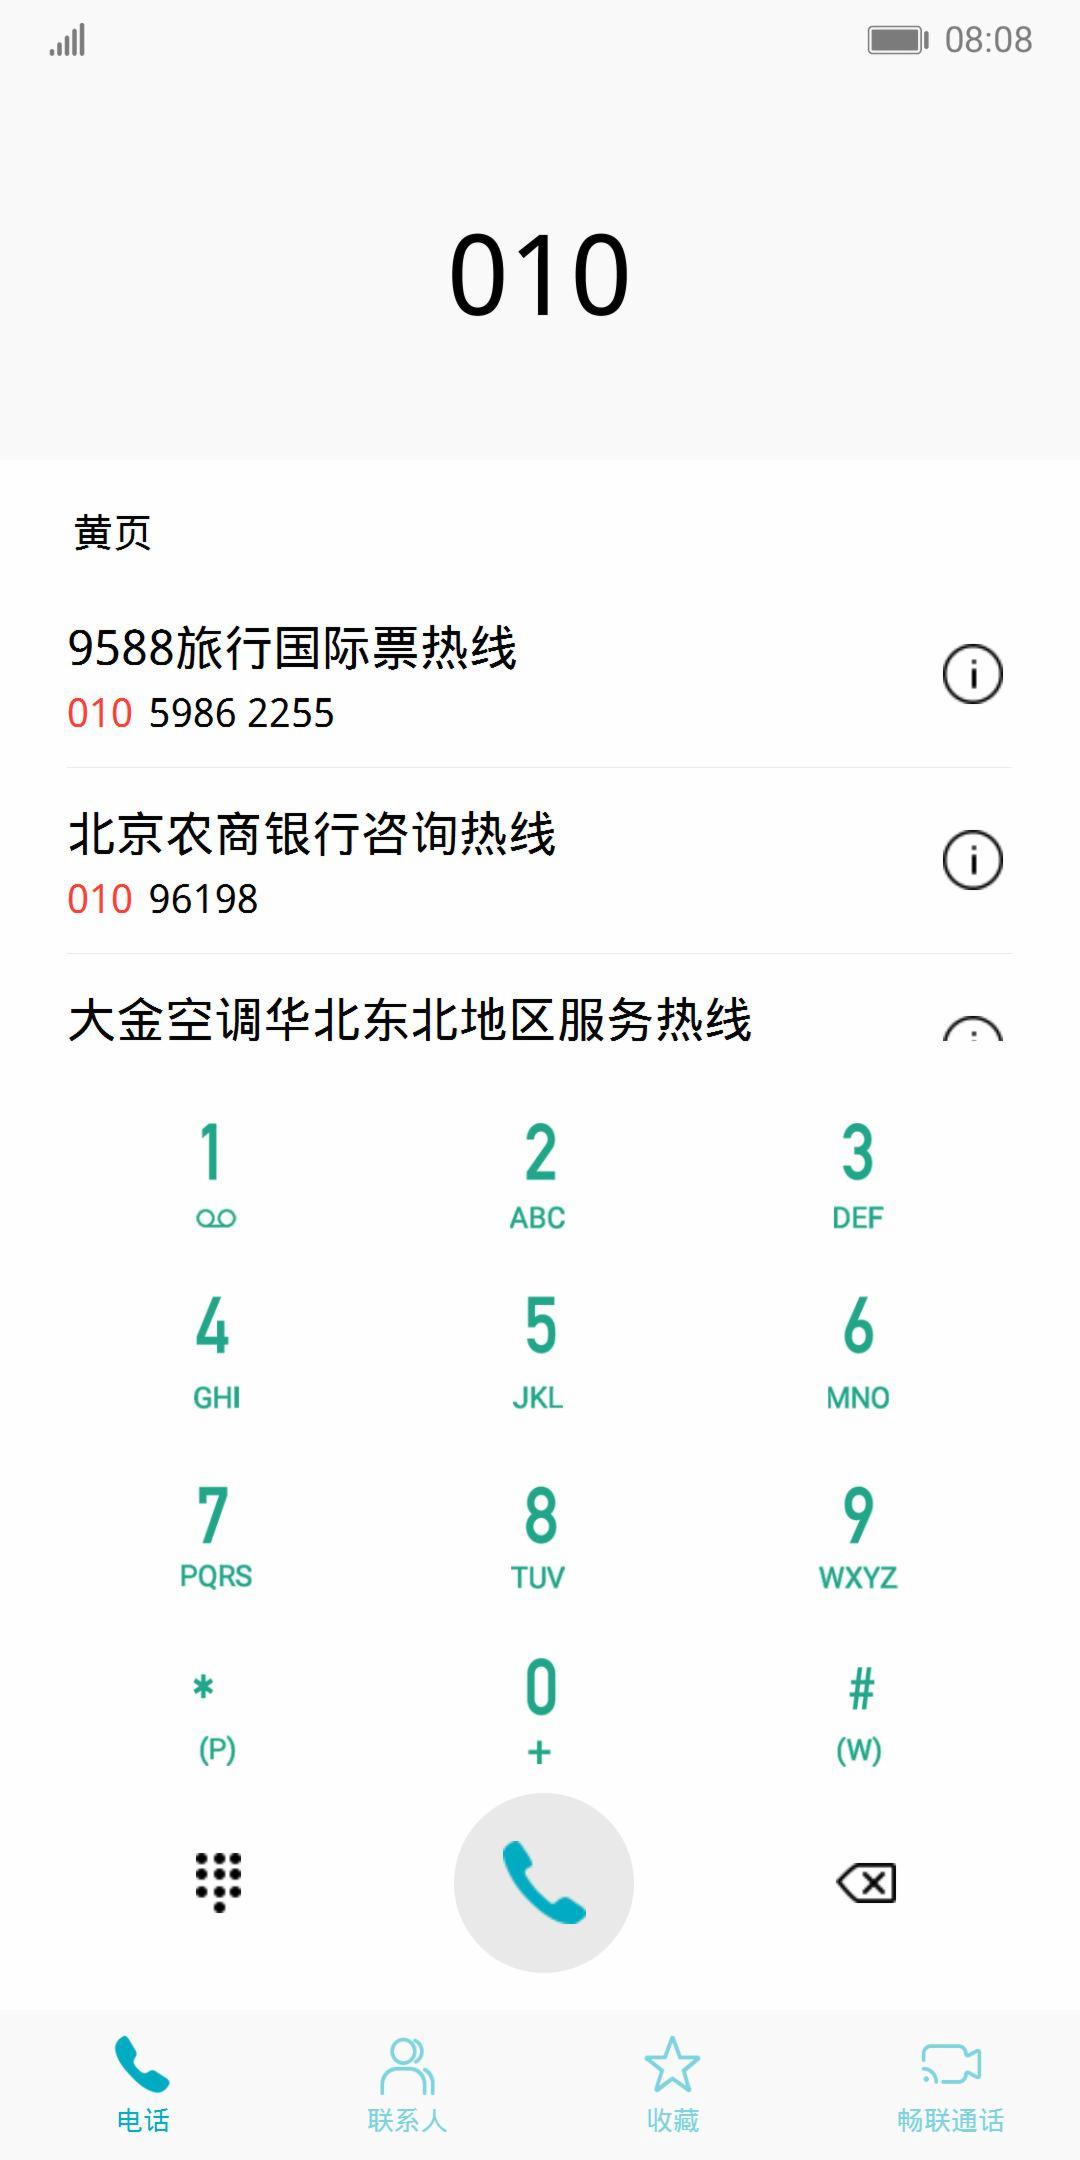 08:08
010
黄页
9588旅行国际票热线
010 5986 2255
北京农商银行咨询热线
010 96198
大金空调华北东北地区服务热线
1 2 3
ABC DEF
4 5 6
GHI JKL MNO
7 8 9
PQRS TUV WXYZ
* 0 #
(P) + (W)
电话 联系人 收藏 畅联通话